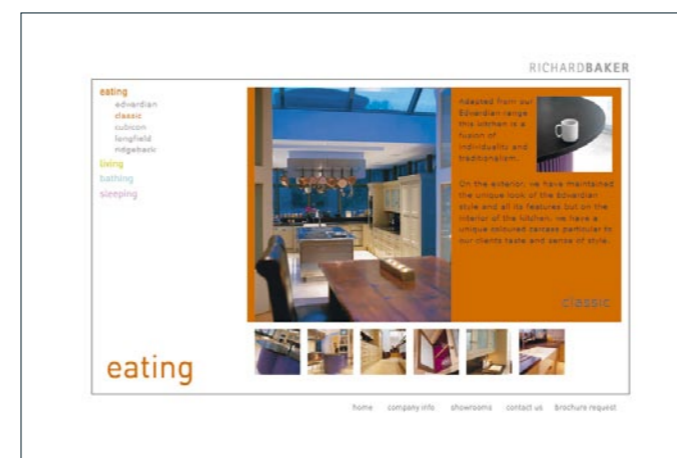 RICHARDBAKER
eating
edwardian
classic
cubicon
longfield
ridgeback
living
bathing
sleeping
Adapted from our
Edwardian range
this kitchen is a
fusion of
individuality and
traditionalism.
On the exterior, we have maintained
the unique look of the Edwardian
style and all its features but on the
interior of the kitchen, we have a
unique coloured carcass particular to
our clients taste and sense of style.
classic
eating
home company info showrooms contact us brochure request